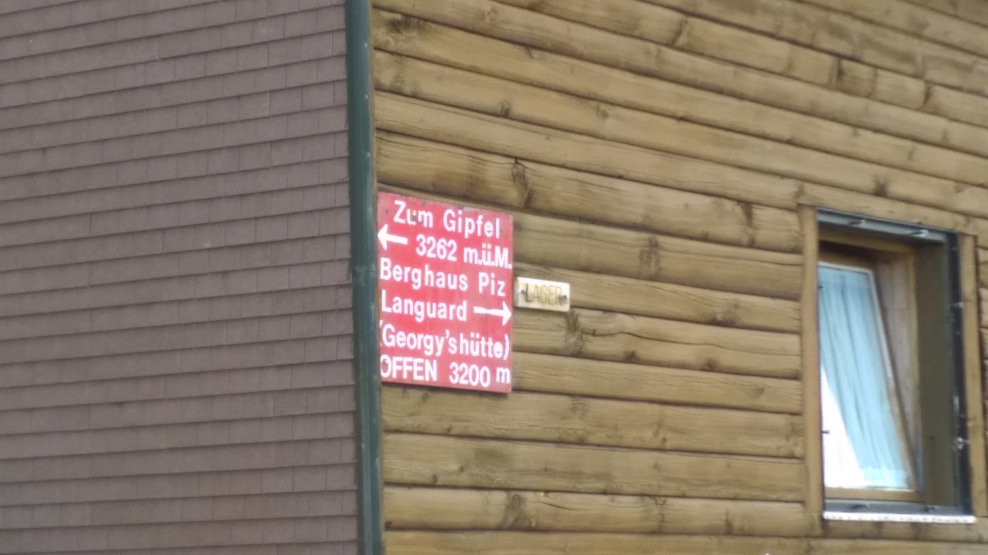 Zum Gipfel
← 3262 m.ü.M.
Berghaus Piz
Languard →
(Georgy'shütte)
OFFEN 3200 m
LAGER